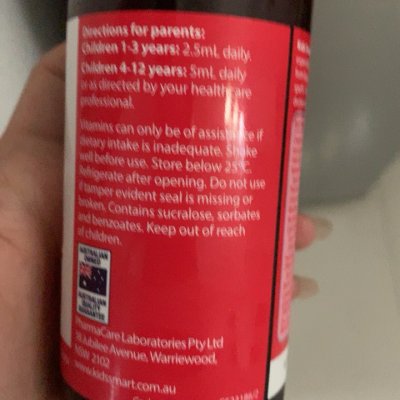 Directions for parents:
Children 1-3 years: 2.5mL daily.
Children 4-12 years: 5mL daily
or as directed by your healthcare
professional.
Vitamins can only be of assistance if
dietary intake is inadequate. Shake
well before use. Store below 25°C.
Refrigerate after opening. Do not use
if tamper evident seal is missing or
broken. Contains sucralose, sorbates
and benzoates. Keep out of reach
of children.
AUSTRALIAN
OWNED
AUSTRALIAN
QUALITY
GUARANTEE
PharmaCare Laboratories Pty Ltd
18 Jubilee Avenue, Warriewood,
NSW 2102
www.kidssmart.com.au